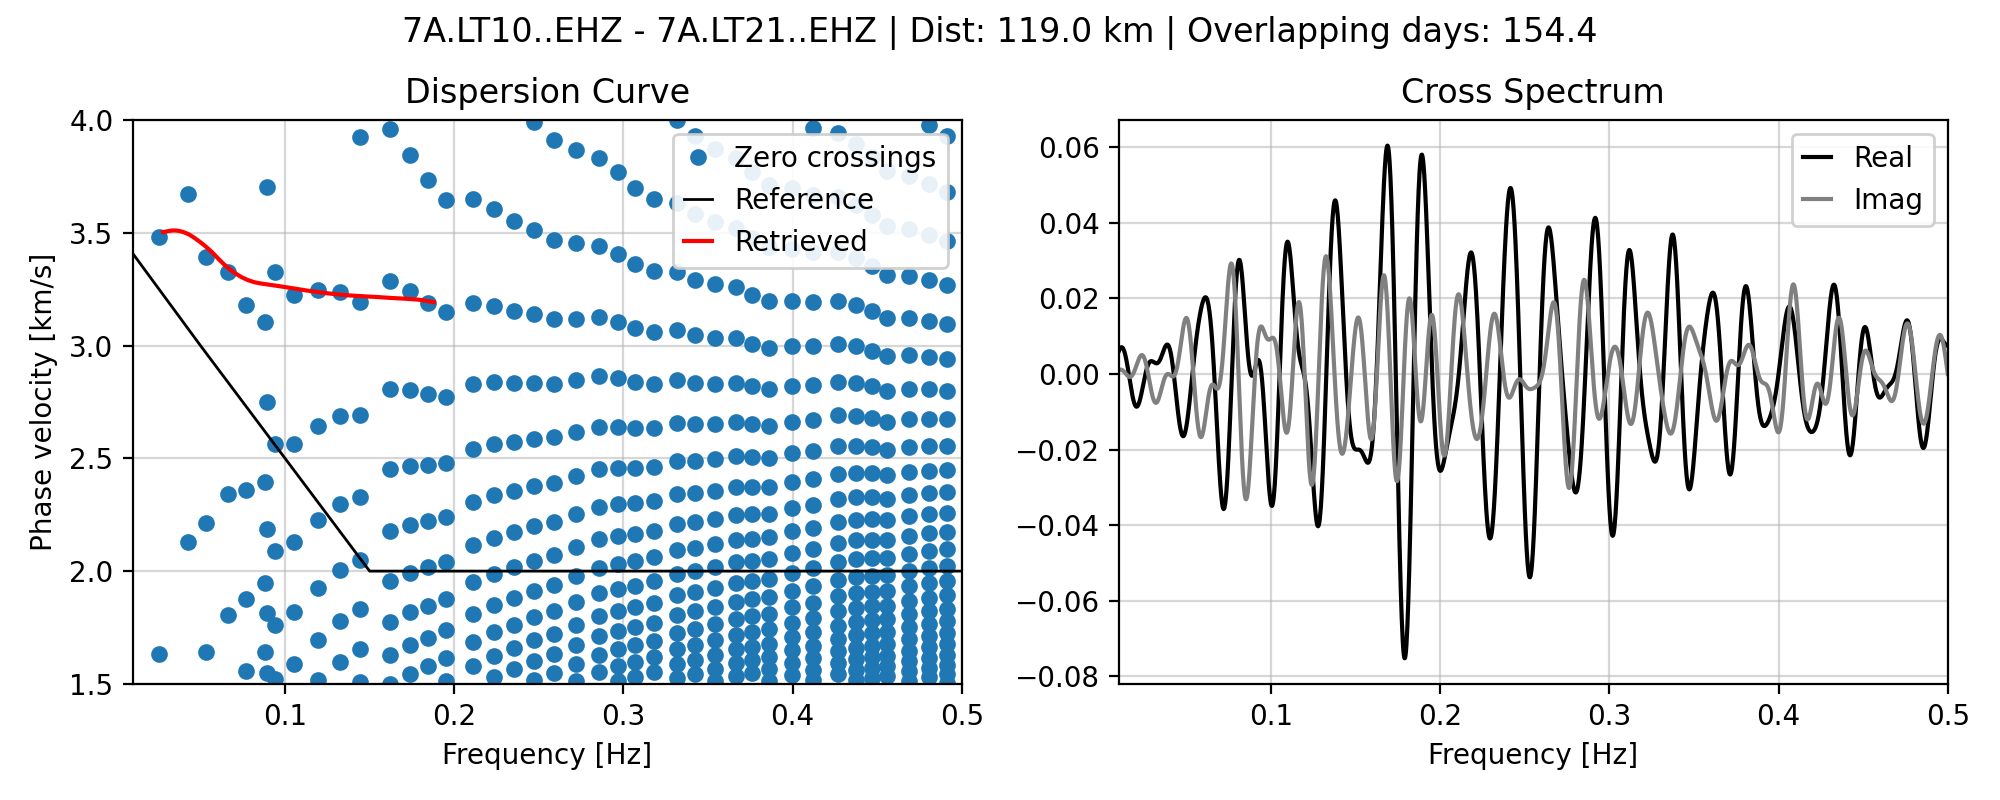 7A.LT10..EHZ - 7A.LT21..EHZ | Dist: 119.0 km | Overlapping days: 154.4
Dispersion Curve
4.0
3.5
3.0
2.5
2.0
1.5
Phase velocity [km/s]
0.1
0.2
0.3
0.4
0.5
Frequency [Hz]
Zero crossings
Reference
Retrieved
Cross Spectrum
0.06
0.04
0.02
0.00
−0.02
−0.04
−0.06
−0.08
0.1
0.2
0.3
0.4
0.5
Frequency [Hz]
Real
Imag